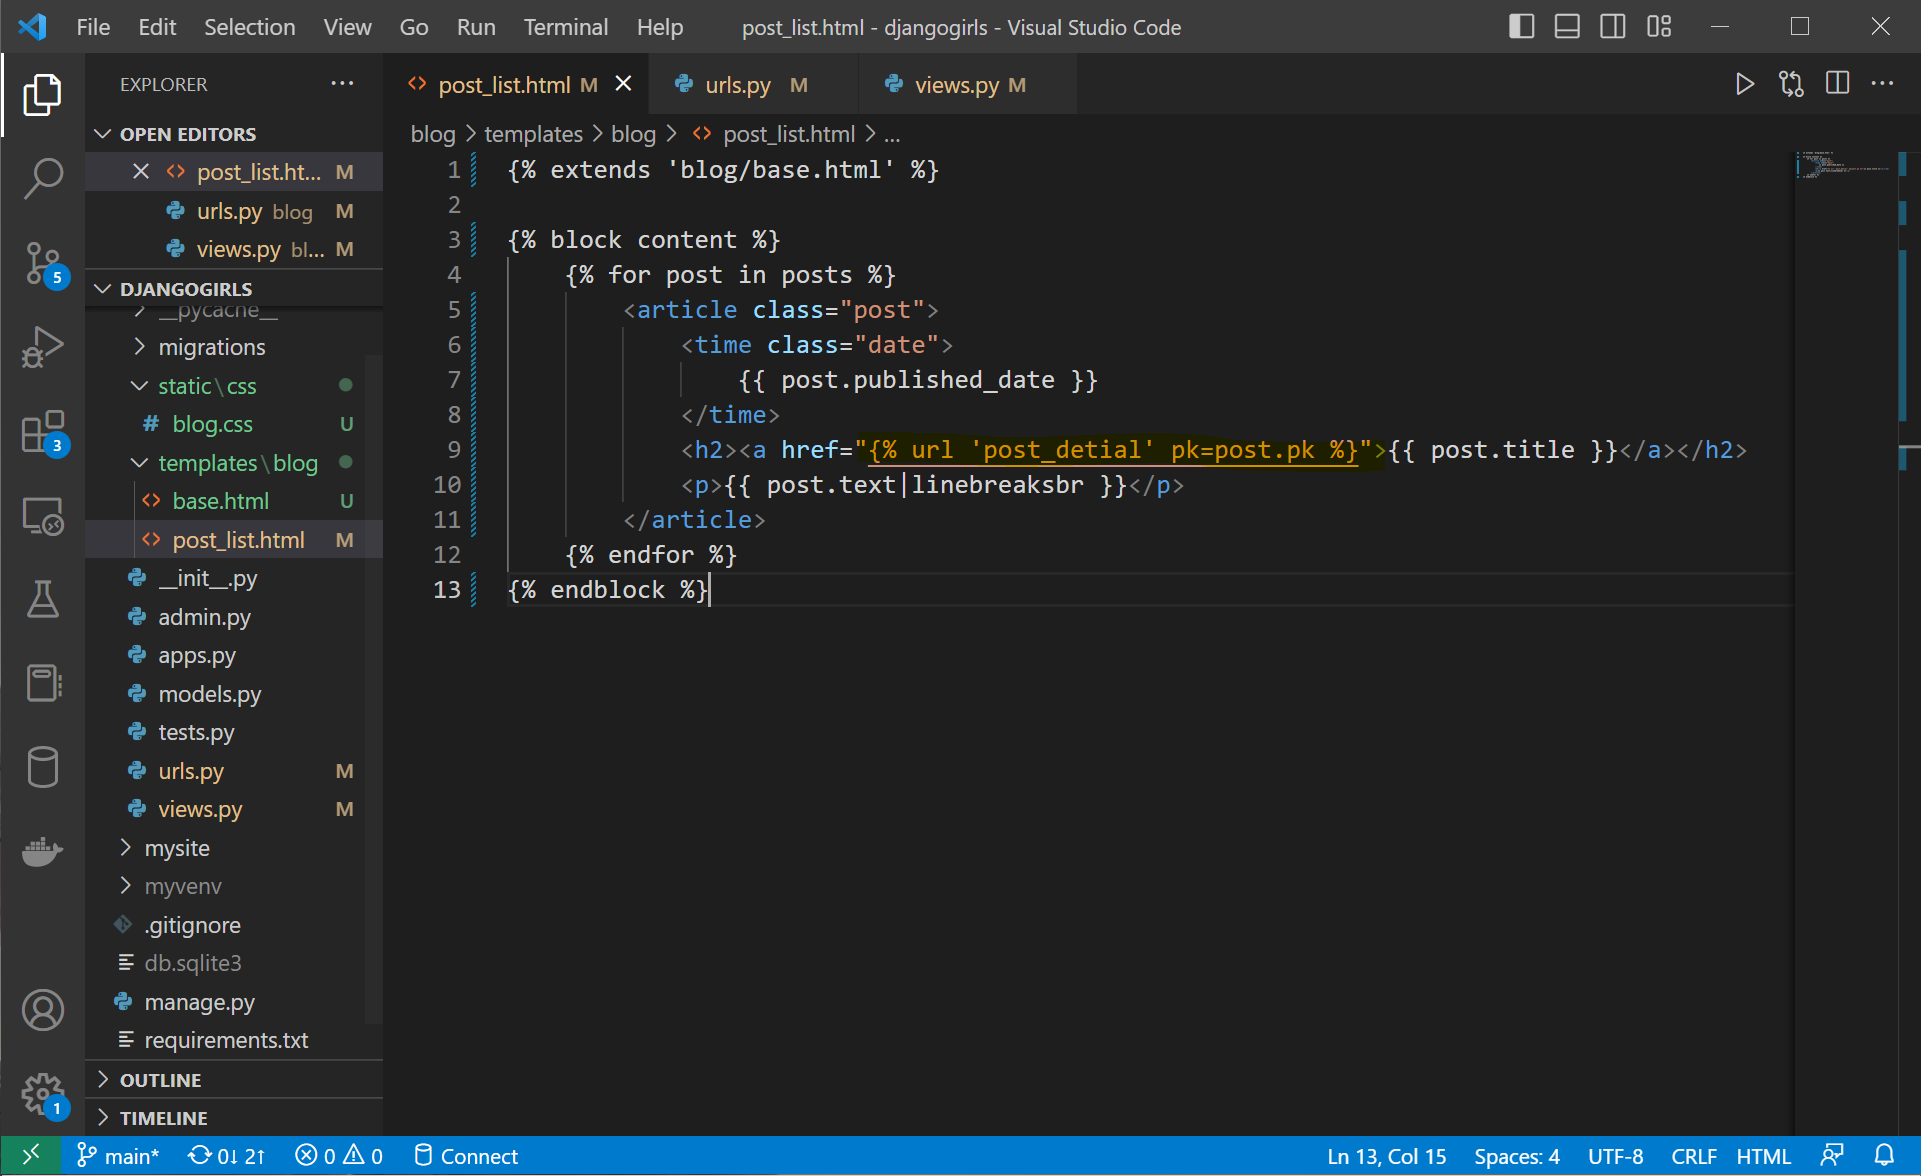 File Edit Selection View Go Run Terminal Help post_list.html - djangogirls - Visual Studio Code
EXPLORER ...
OPEN EDITORS
post_list.ht... M
urls.py blog M
views.py bl... M
DJANGOGIRLS
__pycache__
migrations
static\css
# blog.css U
templates\blog
<> base.html U
<> post_list.html M
__init__.py
admin.py
apps.py
models.py
tests.py
urls.py M
views.py M
mysite
myvenv
.gitignore
db.sqlite3
manage.py
requirements.txt
OUTLINE
TIMELINE
5
3
1
<> post_list.html M
urls.py M
views.py M
blog > templates > blog > <> post_list.html > ...
1 {% extends 'blog/base.html' %}
2
3 {% block content %}
4 {% for post in posts %}
5 <article class="post">
6 <time class="date">
7 {{ post.published_date }}
8 </time>
9 <h2><a href="{% url 'post_detial' pk=post.pk %}">{{ post.title }}</a></h2>
10 <p>{{ post.text|linebreaksbr }}</p>
11 </article>
12 {% endfor %}
13 {% endblock %}
main* 0↓ 2↑ 0 0 Connect Ln 13, Col 15 Spaces: 4 UTF-8 CRLF HTML